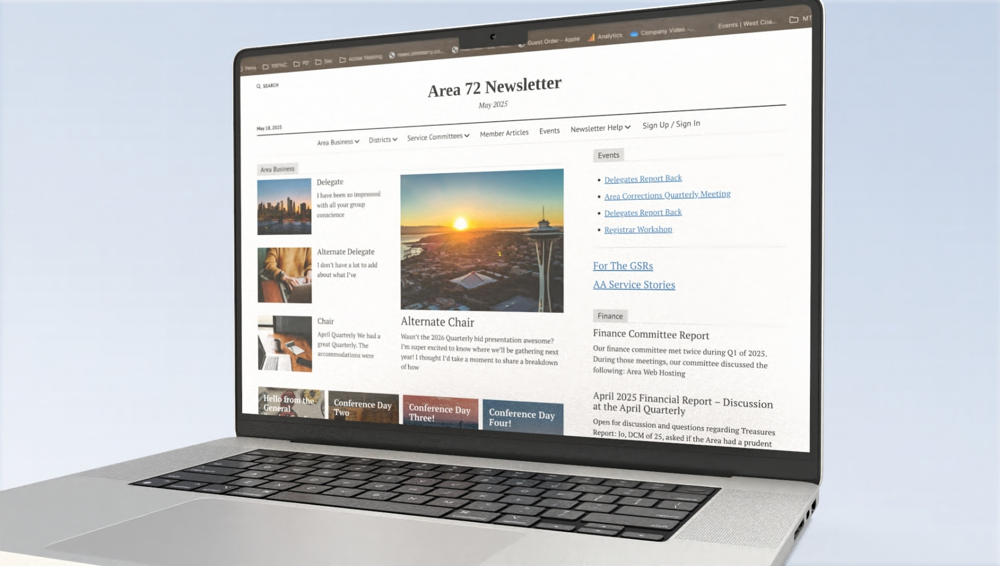 100%C
PD
Sec
Active Training
Guest Order – Apple
Analytics
Company Video –...
Events | West Coa...
MT
SEARCH
Area 72 Newsletter
May 2025
May 18, 2025
Area Business
Districts
Service Committees
Member Articles
Events
Newsletter Help
Sign Up / Sign In
Area Business
Delegate
I have been so
with all your group
conscience
Alternate Delegate
I don't have a lot to add
about what I've
Chair
April Quarterly We had a
great Quarterly. The
accommodations were
Alternate Chair
Wasn't the 2026 Quarterly bid presentation awesome?
I'm super excited to know where we'll be gathering next
year! I thought I'd take a moment to share a breakdown
of how
Hello from the
General
Conference Day
Two
Conference Day
Three!
Conference Day
Four!
Events
• Delegates Report Back
• Area Corrections Quarterly Meeting
• Delegates Report Back
• Registrar Workshop
For The GSRs
AA Service Stories
Finance
Finance Committee Report
Our finance committee met twice during Q1 of 2025.
During those meetings, our committee discussed the
following: Area Web Hosting
April 2025 Financial Report – Discussion
at the April Quarterly
Open for discussion and questions regarding Treasures
Report: Jo, DCM of 25, asked if the Area had a prudent